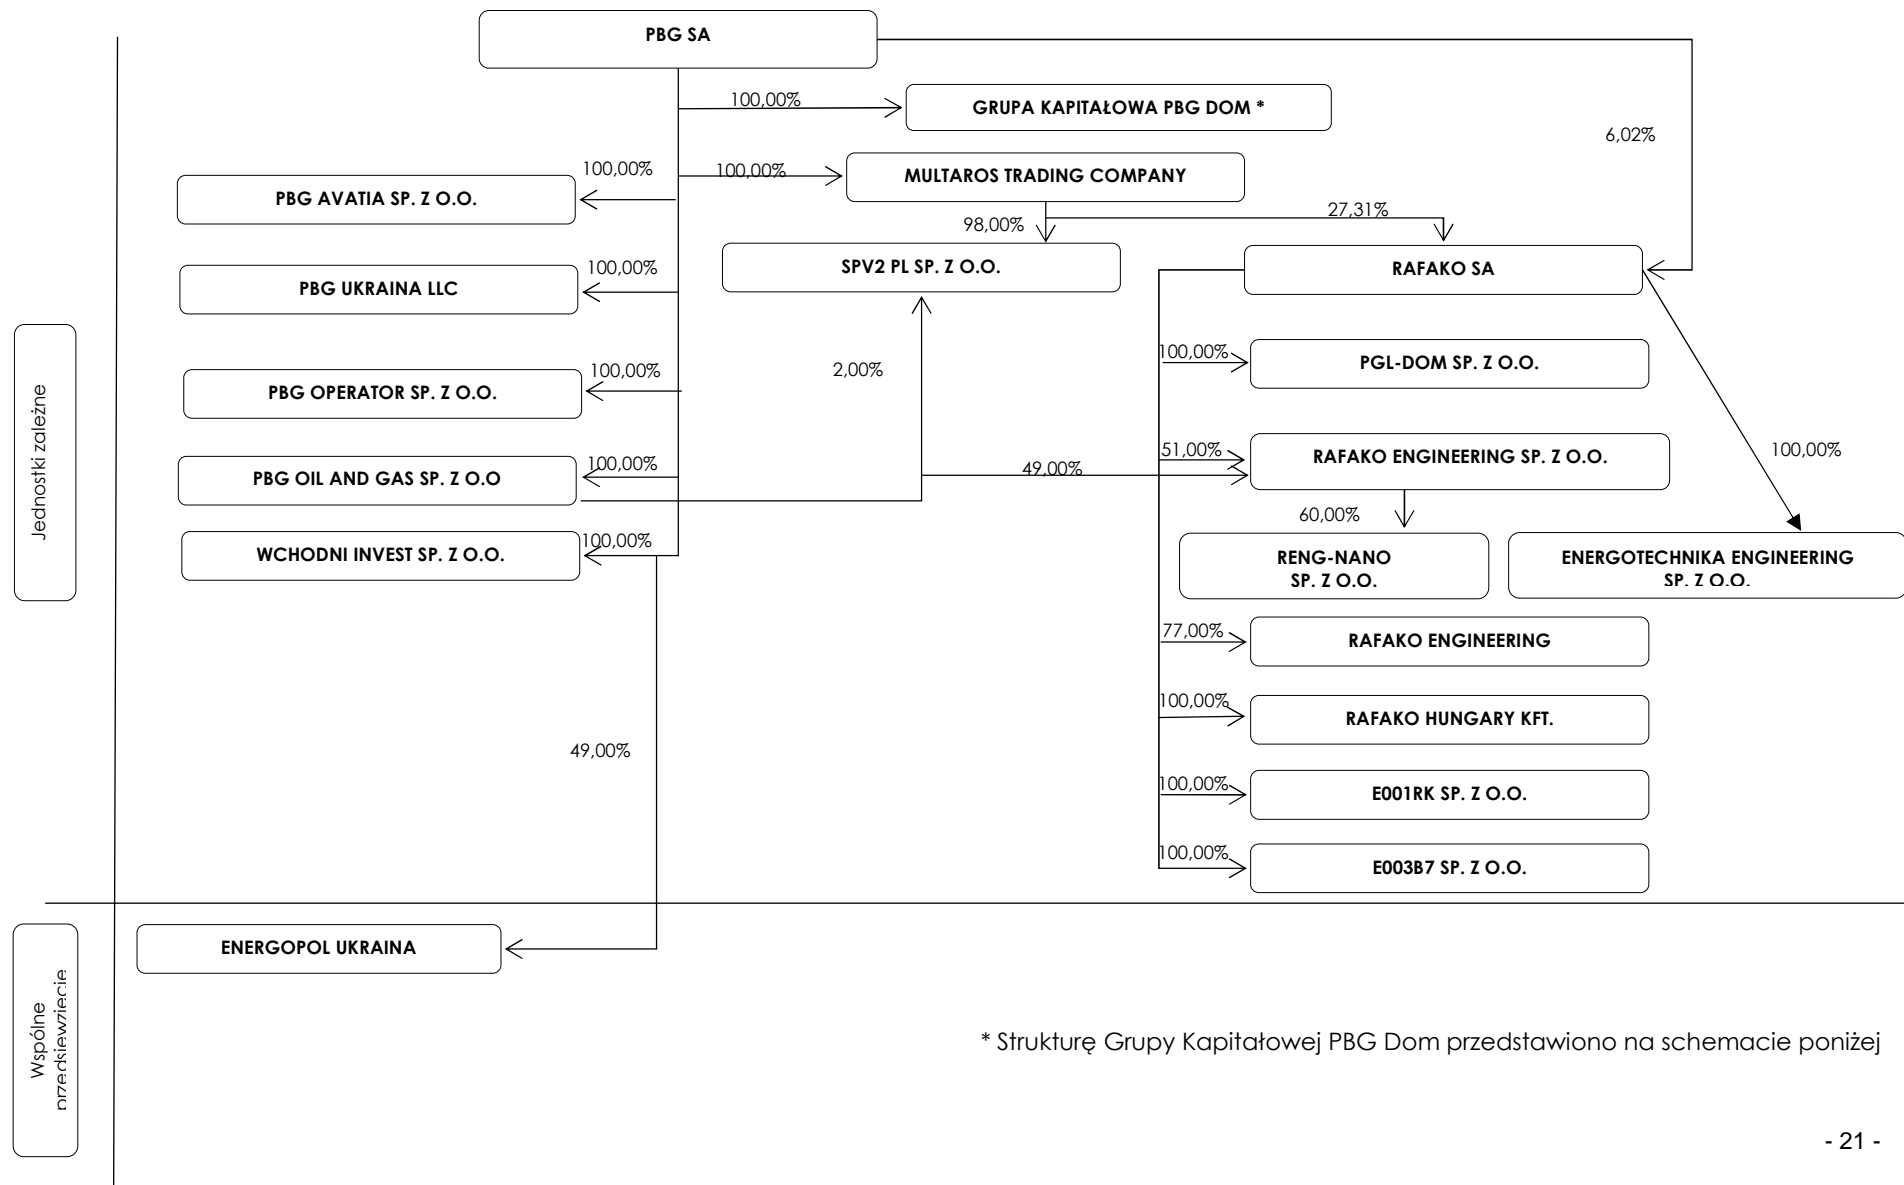 PBG SA
100,00%
GRUPA KAPITAŁOWA PBG DOM *
6,02%
100,00%
100,00%
MULTAROS TRADING COMPANY
PBG AVATIA SP. Z O.O.
27,31%
98,00%
SPV2 PL SP. Z O.O.
RAFAKO SA
100,00%
PBG UKRAINA LLC
100,00%
PGL-DOM SP. Z O.O.
100,00%
2,00%
PBG OPERATOR SP. Z O.O.
Jednostki zależne
51,00%
RAFAKO ENGINEERING SP. Z O.O.
100,00%
100,00%
49,00%
PBG OIL AND GAS SP. Z O.O
60,00%
100,00%
WCHODNI INVEST SP. Z O.O.
RENG-NANO
SP. Z O.O.
ENERGOTECHNIKA ENGINEERING
SP. Z O.O.
77,00%
RAFAKO ENGINEERING
100,00%
RAFAKO HUNGARY KFT.
49,00%
100,00%
E001RK SP. Z O.O.
100,00%
E003B7 SP. Z O.O.
ENERGOPOL UKRAINA
Wspólne
przedsięwzięcie
* Strukturę Grupy Kapitałowej PBG Dom przedstawiono na schemacie poniżej
- 21 -